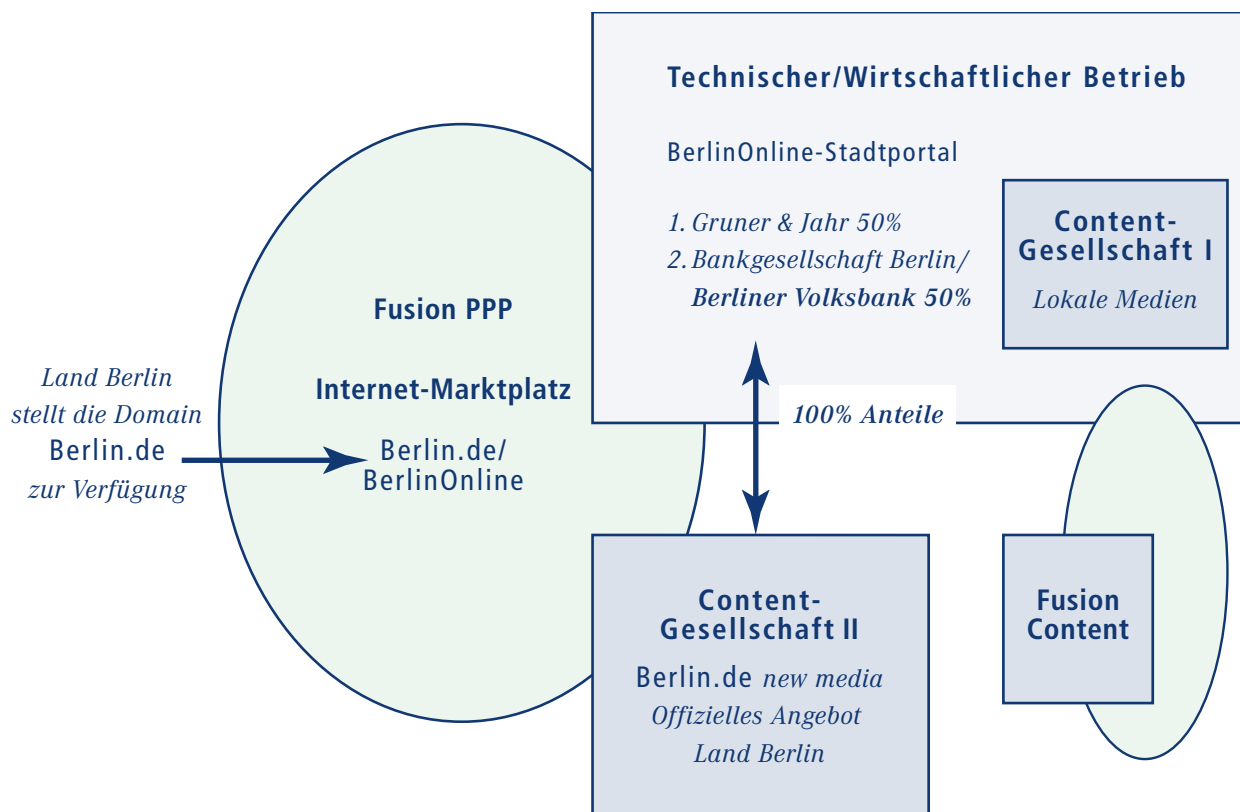 Technischer/Wirtschaftlicher Betrieb
BerlinOnline-Stadtportal
1. Gruner & Jahr 50%
2. Bankgesellschaft Berlin/
Berliner Volksbank 50%
Content-
Gesellschaft I
Lokale Medien
Fusion PPP
Internet-Marktplatz
Berlin.de/
BerlinOnline
Land Berlin
stellt die Domain
Berlin.de
zur Verfügung
100% Anteile
Content-
Gesellschaft II
Berlin.de new media
Offizielles Angebot
Land Berlin
Fusion
Content